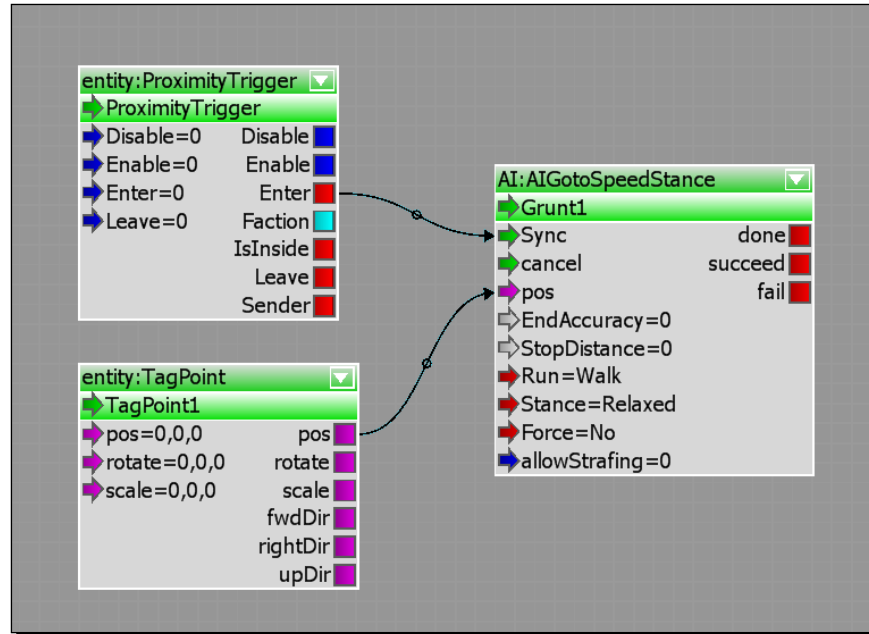 entity:ProximityTrigger
ProximityTrigger
Disable=0 Disable
Enable=0 Enable
Enter=0 Enter
Leave=0 Faction
IsInside
Leave
Sender
entity:TagPoint
TagPoint1
pos=0,0,0 pos
rotate=0,0,0 rotate
scale=0,0,0 scale
fwdDir
rightDir
upDir
AI:AIGotoSpeedStance
Grunt1
Sync done
cancel succeed
pos fail
EndAccuracy=0
StopDistance=0
Run=Walk
Stance=Relaxed
Force=No
allowStrafing=0